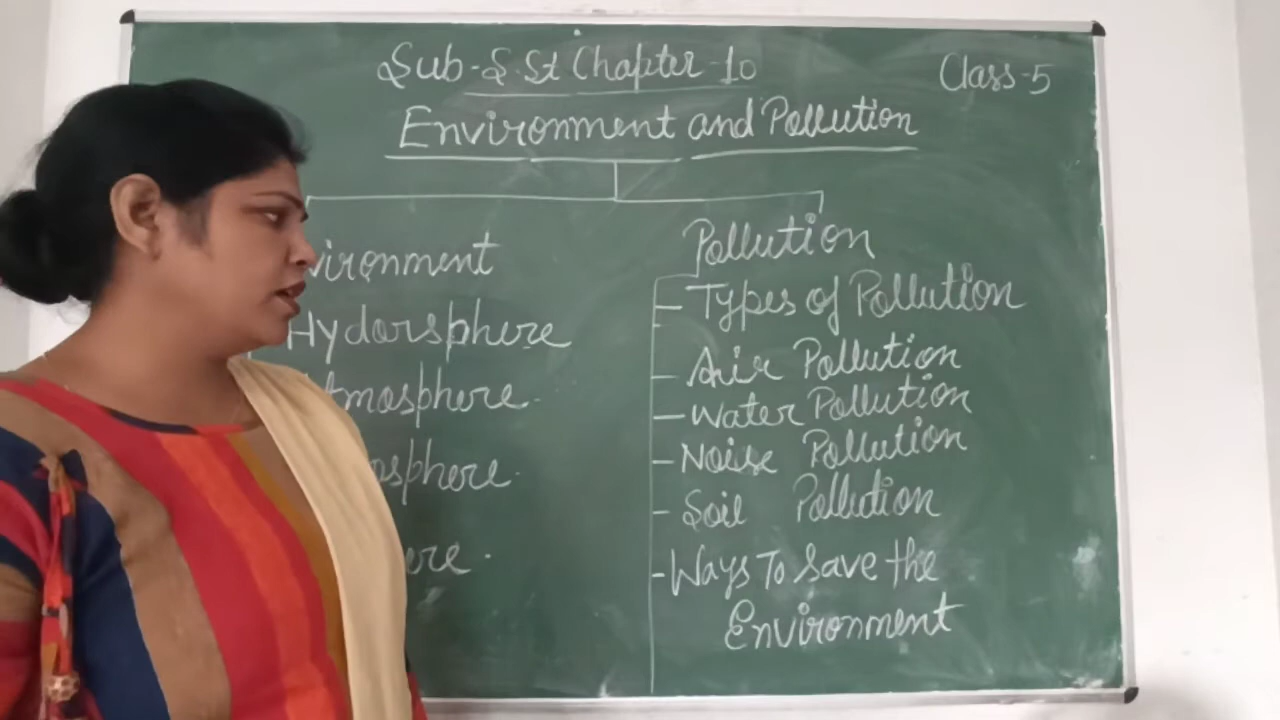 Sub-S.St Chapter-10
Class-5
Environment and Pollution
vironment
Hydorsphere
tmosphere.
osphere.
ere.
Pollution
- Types of Pollution
- Air Pollution
- Water Pollution
- Noise Pollution
- Soil Pollution
- Ways To Save the
Environment